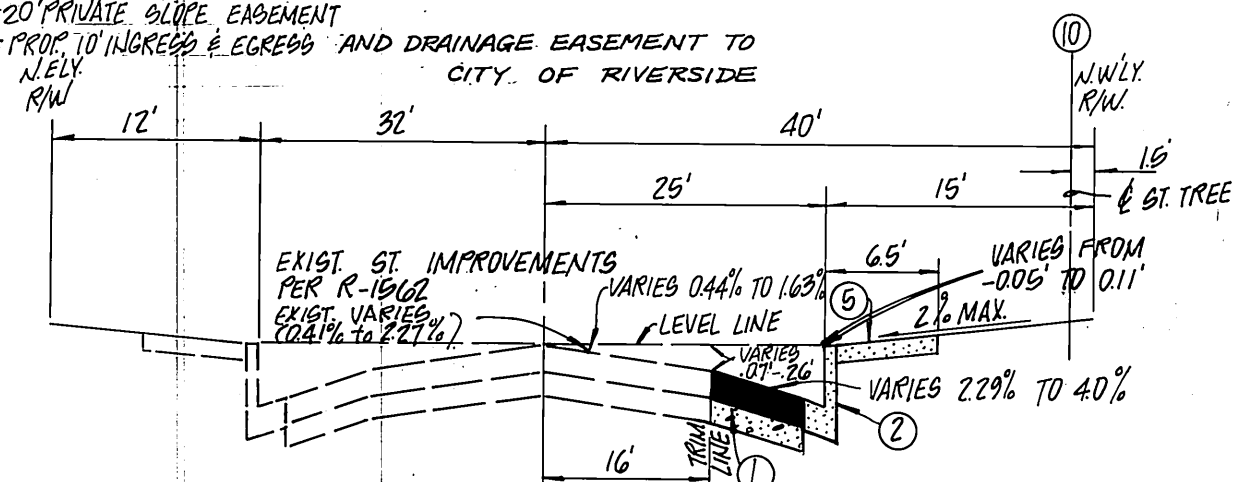 20' PRIVATE SLOPE EASEMENT
PROP. 10' INGRESS & EGRESS AND DRAINAGE EASEMENT TO
CITY OF RIVERSIDE
N.ELY.
R/W
10
N.W'LY.
R/W.
12'
32'
40'
1.5'
25'
15'
℄ ST. TREE
EXIST. ST. IMPROVEMENTS
PER R-1562
EXIST. VARIES
(0.41% to 2.27%)
VARIES 0.44% TO 1.63%
LEVEL LINE
6.5'
5
VARIES FROM
-0.05' TO 0.11'
2% MAX.
VARIES
.07'-.26'
VARIES 2.29% TO 4.0%
2
16'
TRIM
LINE
1